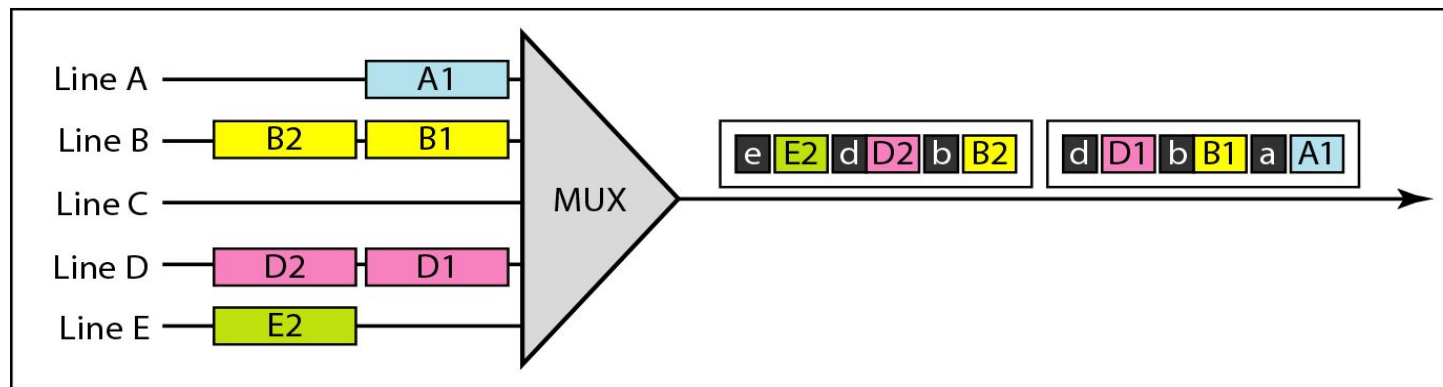 Line A A1
Line B B2 B1
Line C
Line D D2 D1
Line E E2
MUX
e E2 d D2 b B2 d D1 b B1 a A1